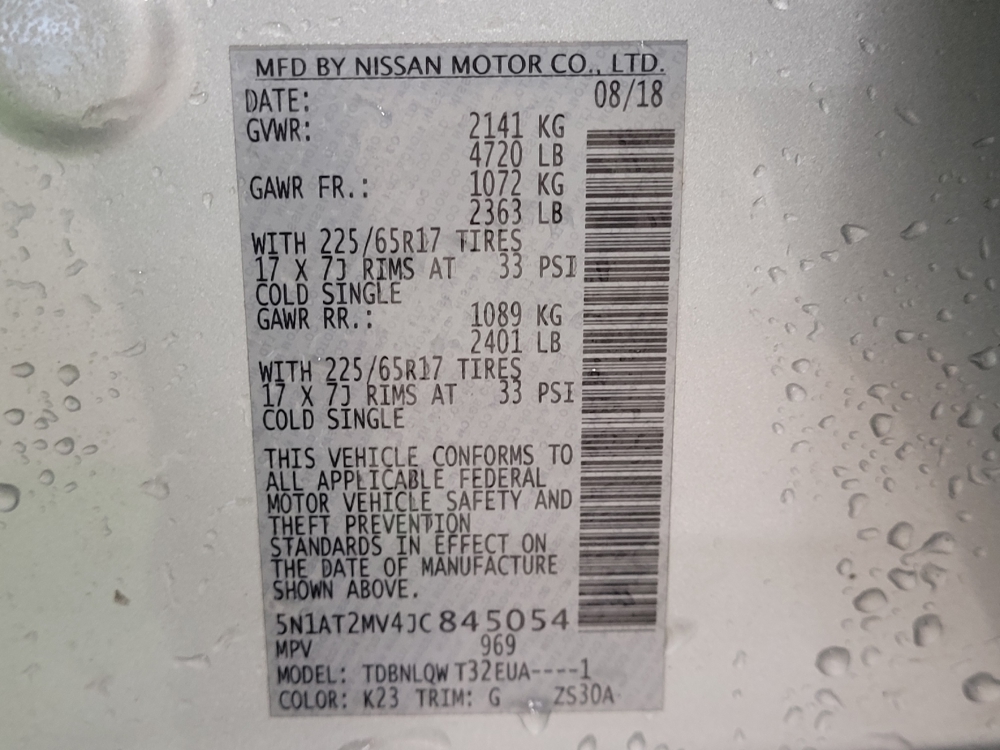 MFD BY NISSAN MOTOR CO., LTD.
DATE: 08/18
GVWR: 2141 KG
4720 LB
GAWR FR.: 1072 KG
2363 LB
WITH 225/65R17 TIRES
17 X 7J RIMS AT 33 PSI
COLD SINGLE
GAWR RR.: 1089 KG
2401 LB
WITH 225/65R17 TIRES
17 X 7J RIMS AT 33 PSI
COLD SINGLE
THIS VEHICLE CONFORMS TO
ALL APPLICABLE FEDERAL
MOTOR VEHICLE SAFETY AND
THEFT PREVENTION
STANDARDS IN EFFECT ON
THE DATE OF MANUFACTURE
SHOWN ABOVE.
5N1AT2MV4JC845054
MPV 969
MODEL: TDBNLQW T32EUA----1
COLOR: K23 TRIM: G ZS30A